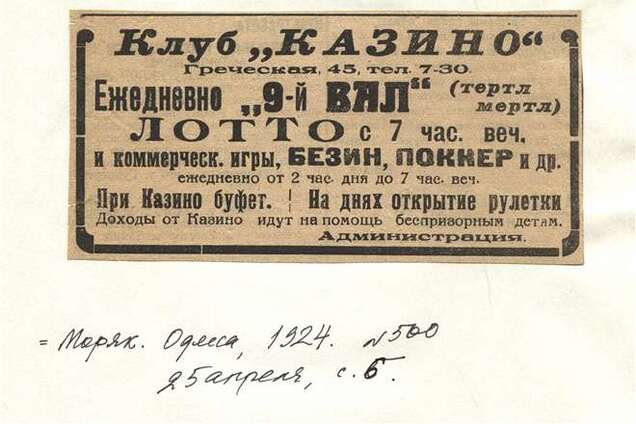 Клуб „КАЗИНО“
Греческая, 45, тел. 7-30.
Ежедневно „9-й ВАЛ“ (тертл мертл)
ЛОТТО с 7 час. веч.
и коммерческ. игры, БЕЗИН, ПОККЕР и др.
ежедневно от 2 час. дня до 7 час. веч.
При Казино буфет. | На днях открытие рулетки
Доходы от Казино идут на помощь беспризорным детям.
Администрация.
= Моряк. Одесса, 1924. №500
25 апреля, с. 6.